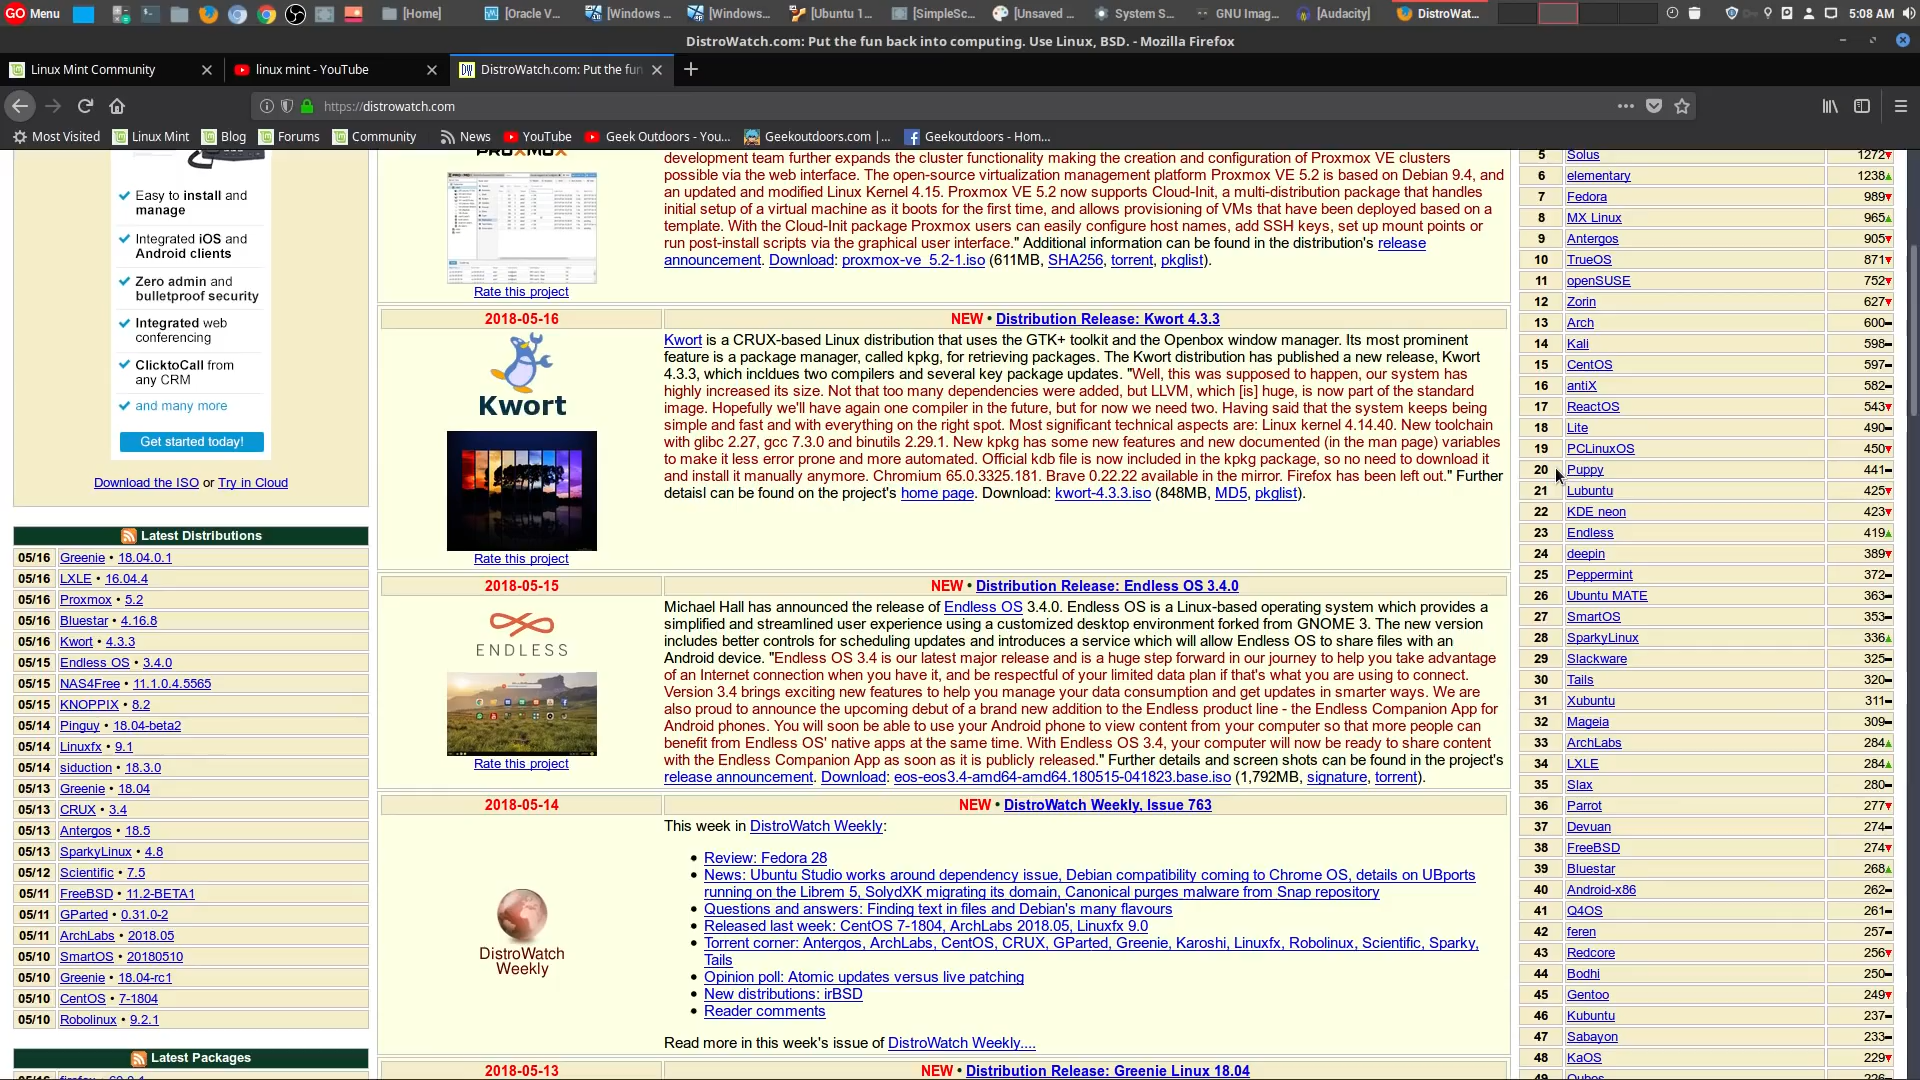 Menu
[Home]
[Oracle V...
[Windows ...
[Windows...
[Ubuntu 1...
[SimpleSc...
[Unsaved ...
System S...
GNU Imag...
[Audacity]
DistroWat...
5:08 AM
DistroWatch.com: Put the fun back into computing. Use Linux, BSD. - Mozilla Firefox
Linux Mint Community
linux mint - YouTube
DistroWatch.com: Put the fun
https://distrowatch.com
Most Visited
Linux Mint
Blog
Forums
Community
News
YouTube
Geek Outdoors - You...
Geekoutdoors.com |...
Geekoutdoors - Hom...
Easy to install and
manage
Integrated iOS and
Android clients
Zero admin and
bulletproof security
Integrated web
conferencing
ClicktoCall from
any CRM
and many more
Get started today!
Download the ISO or Try in Cloud
Latest Distributions
05/16 Greenie • 18.04.0.1
05/16 LXLE • 16.04.4
05/16 Proxmox • 5.2
05/16 Bluestar • 4.16.8
05/16 Kwort • 4.3.3
05/15 Endless OS • 3.4.0
05/15 NAS4Free • 11.1.0.4.5565
05/15 KNOPPIX • 8.2
05/14 Pinguy • 18.04-beta2
05/14 Linuxfx • 9.1
05/14 siduction • 18.3.0
05/13 Greenie • 18.04
05/13 CRUX • 3.4
05/13 Antergos • 18.5
05/13 SparkyLinux • 4.8
05/12 Scientific • 7.5
05/11 FreeBSD • 11.2-BETA1
05/11 GParted • 0.31.0-2
05/11 ArchLabs • 2018.05
05/10 SmartOS • 20180510
05/10 Greenie • 18.04-rc1
05/10 CentOS • 7-1804
05/10 Robolinux • 9.2.1
Latest Packages
PROXMOX
Rate this project
development team further expands the cluster functionality making the creation and configuration of Proxmox VE clusters
possible via the web interface. The open-source virtualization management platform Proxmox VE 5.2 is based on Debian 9.4, and
an updated and modified Linux Kernel 4.15. Proxmox VE 5.2 now supports Cloud-Init, a multi-distribution package that handles
initial setup of a virtual machine as it boots for the first time, and allows provisioning of VMs that have been deployed based on a
template. With the Cloud-Init package Proxmox users can easily configure host names, add SSH keys, set up mount points or
run post-install scripts via the graphical user interface." Additional information can be found in the distribution's release
announcement. Download: proxmox-ve_5.2-1.iso (611MB, SHA256, torrent, pkglist).
2018-05-16
NEW • Distribution Release: Kwort 4.3.3
Kwort
Rate this project
Kwort is a CRUX-based Linux distribution that uses the GTK+ toolkit and the Openbox window manager. Its most prominent
feature is a package manager, called kpkg, for retrieving packages. The Kwort distribution has published a new release, Kwort
4.3.3, which incldues two compilers and several key package updates. "Well, this was supposed to happen, our system has
highly increased its size. Not that too many dependencies were added, but LLVM, which [is] huge, is now part of the standard
image. Hopefully we'll have again one compiler in the future, but for now we need two. Having said that the system keeps being
simple and fast and with everything on the right spot. Most significant technical aspects are: Linux kernel 4.14.40. New toolchain
with glibc 2.27, gcc 7.3.0 and binutils 2.29.1. New kpkg has some new features and new documented (in the man page) variables
to make it less error prone and more automated. Official kdb file is now included in the kpkg package, so no need to download it
and install it manually anymore. Chromium 65.0.3325.181. Brave 0.22.22 available in the mirror. Firefox has been left out." Further
detaisl can be found on the project's home page. Download: kwort-4.3.3.iso (848MB, MD5, pkglist).
2018-05-15
NEW • Distribution Release: Endless OS 3.4.0
ENDLESS
Rate this project
Michael Hall has announced the release of Endless OS 3.4.0. Endless OS is a Linux-based operating system which provides a
simplified and streamlined user experience using a customized desktop environment forked from GNOME 3. The new version
includes better controls for scheduling updates and introduces a service which will allow Endless OS to share files with an
Android device. "Endless OS 3.4 is our latest major release and is a huge step forward in our journey to help you take advantage
of an Internet connection when you have it, and be respectful of your limited data plan if that's what you are using to connect.
Version 3.4 brings exciting new features to help you manage your data consumption and get updates in smarter ways. We are
also proud to announce the upcoming debut of a brand new addition to the Endless product line - the Endless Companion App for
Android phones. You will soon be able to use your Android phone to view content from your computer so that more people can
benefit from Endless OS' native apps at the same time. With Endless OS 3.4, your computer will now be ready to share content
with the Endless Companion App as soon as it is publicly released." Further details and screen shots can be found in the project's
release announcement. Download: eos-eos3.4-amd64-amd64.180515-041823.base.iso (1,792MB, signature, torrent).
2018-05-14
NEW • DistroWatch Weekly, Issue 763
DistroWatch
Weekly
This week in DistroWatch Weekly:
• Review: Fedora 28
• News: Ubuntu Studio works around dependency issue, Debian compatibility coming to Chrome OS, details on UBports
running on the Librem 5, SolydXK migrating its domain, Canonical purges malware from Snap repository
• Questions and answers: Finding text in files and Debian's many flavours
• Released last week: CentOS 7-1804, ArchLabs 2018.05, Linuxfx 9.0
• Torrent corner: Antergos, ArchLabs, CentOS, CRUX, GParted, Greenie, Karoshi, Linuxfx, Robolinux, Scientific, Sparky,
Tails
• Opinion poll: Atomic updates versus live patching
• New distributions: irBSD
• Reader comments
Read more in this week's issue of DistroWatch Weekly....
2018-05-13
NEW • Distribution Release: Greenie Linux 18.04
5 Solus 1272
6 elementary 1238
7 Fedora 989
8 MX Linux 965
9 Antergos 905
10 TrueOS 871
11 openSUSE 752
12 Zorin 627
13 Arch 600
14 Kali 598
15 CentOS 597
16 antiX 582
17 ReactOS 543
18 Lite 490
19 PCLinuxOS 450
20 Puppy 441
21 Lubuntu 425
22 KDE neon 423
23 Endless 419
24 deepin 389
25 Peppermint 372
26 Ubuntu MATE 363
27 SmartOS 353
28 SparkyLinux 336
29 Slackware 325
30 Tails 320
31 Xubuntu 311
32 Mageia 309
33 ArchLabs 284
34 LXLE 284
35 Slax 280
36 Parrot 277
37 Devuan 274
38 FreeBSD 274
39 Bluestar 268
40 Android-x86 262
41 Q4OS 261
42 feren 257
43 Redcore 256
44 Bodhi 250
45 Gentoo 249
46 Kubuntu 237
47 Sabayon 233
48 KaOS 229